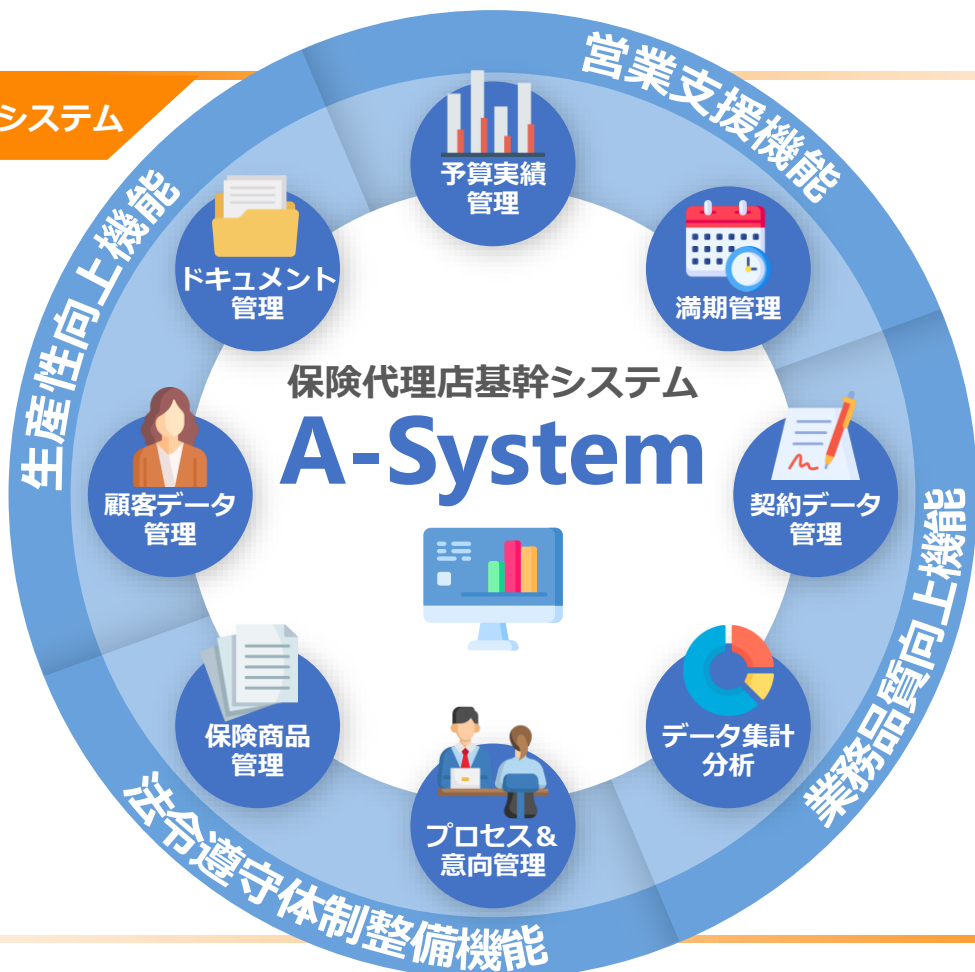 システム
営業支援機能
予算実績
管理
満期管理
契約データ
管理
業務品質向上機能
データ集計
分析
プロセス&
意向管理
法令遵守体制整備機能
保険商品
管理
顧客データ
管理
生産性向上機能
ドキュメント
管理
保険代理店基幹システム
A-System